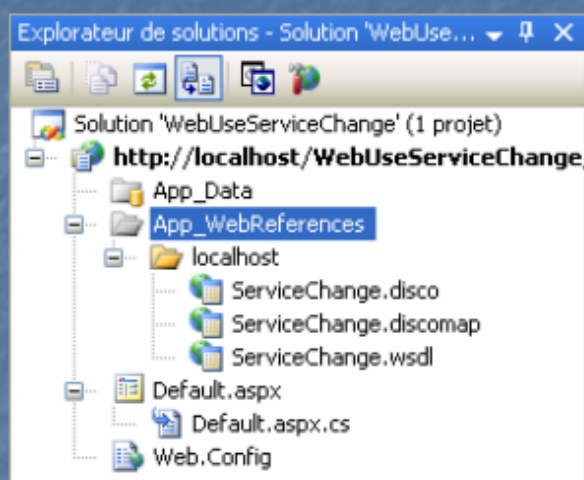 Explorateur de solutions - Solution 'WebUse...
Solution 'WebUseServiceChange' (1 projet)
http://localhost/WebUseServiceChange/
App_Data
App_WebReferences
localhost
ServiceChange.disco
ServiceChange.discomap
ServiceChange.wsdl
Default.aspx
Default.aspx.cs
Web.Config